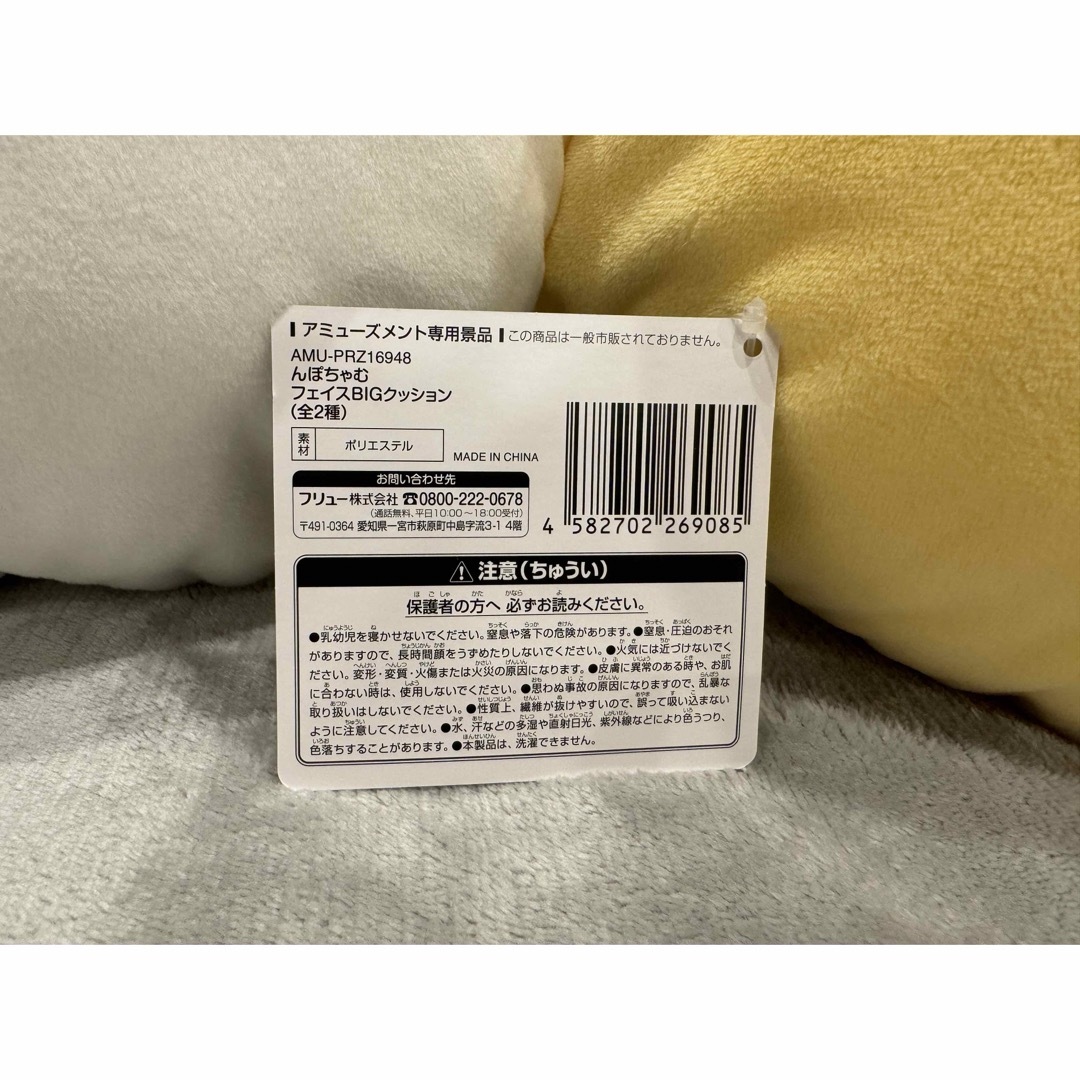 アミューズメント専用景品 この商品は一般市販されておりません。
AMU-PRZ16948
んぽちゃむ
フェイスBIGクッション
(全2種)
素材 ポリエステル
MADE IN CHINA
お問い合わせ先
フリュー株式会社 ☎0800-222-0678
(通話無料、平日10:00~18:00受付)
〒491-0364 愛知県一宮市萩原町中島字流3-1 4階
4 582702 269085
⚠ 注意(ちゅうい)
保護者の方へ 必ずお読みください。
●乳幼児を寝かせないでください。窒息や落下の危険があります。●窒息・圧迫のおそれ
がありますので、長時間顔をうずめたりしないでください。●火気には近づけないでく
ださい。変形・変質・火傷または火災の原因になります。●皮膚に異常のある時や、お肌
に合わない時は、使用しないでください。●思わぬ事故の原因になりますので、乱暴な
取り扱いはしないでください。●性質上、繊維が抜けやすいので、誤って吸い込まない
ように注意してください。●水、汗などの多湿や直射日光、紫外線などにより色うつり、
色落ちすることがあります。●本製品は、洗濯できません。